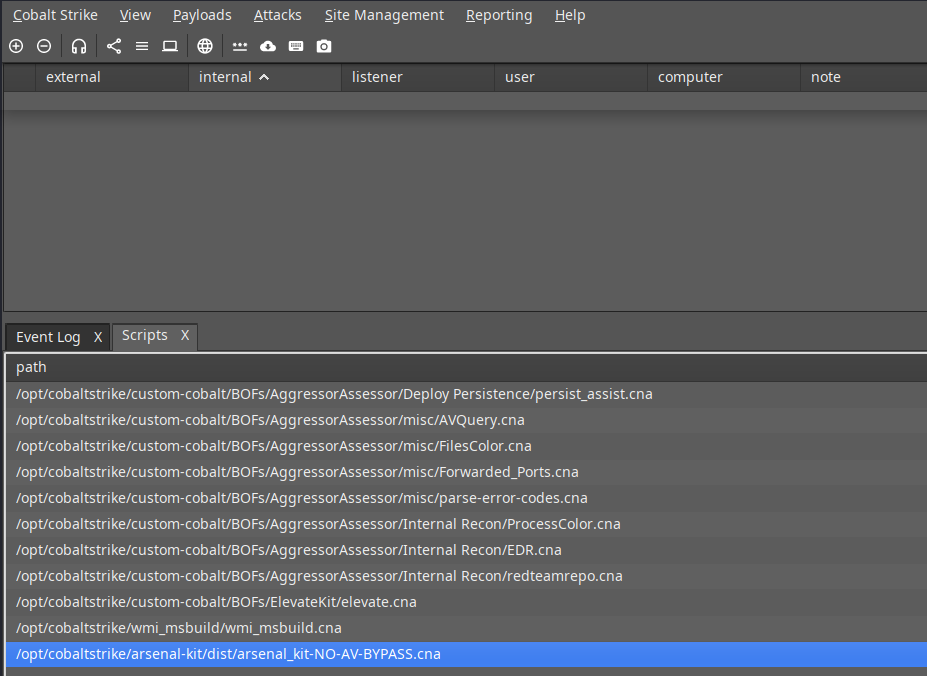 Cobalt Strike View Payloads Attacks Site Management Reporting Help
external internal listener user computer note
Event Log X Scripts X
path
/opt/cobaltstrike/custom-cobalt/BOFs/AggressorAssessor/Deploy Persistence/persist_assist.cna
/opt/cobaltstrike/custom-cobalt/BOFs/AggressorAssessor/misc/AVQuery.cna
/opt/cobaltstrike/custom-cobalt/BOFs/AggressorAssessor/misc/FilesColor.cna
/opt/cobaltstrike/custom-cobalt/BOFs/AggressorAssessor/misc/Forwarded_Ports.cna
/opt/cobaltstrike/custom-cobalt/BOFs/AggressorAssessor/misc/parse-error-codes.cna
/opt/cobaltstrike/custom-cobalt/BOFs/AggressorAssessor/Internal Recon/ProcessColor.cna
/opt/cobaltstrike/custom-cobalt/BOFs/AggressorAssessor/Internal Recon/EDR.cna
/opt/cobaltstrike/custom-cobalt/BOFs/AggressorAssessor/Internal Recon/redteamrepo.cna
/opt/cobaltstrike/custom-cobalt/BOFs/ElevateKit/elevate.cna
/opt/cobaltstrike/wmi_msbuild/wmi_msbuild.cna
/opt/cobaltstrike/arsenal-kit/dist/arsenal_kit-NO-AV-BYPASS.cna